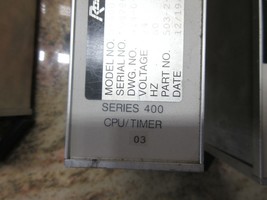 MODEL NO.
SERIAL NO.
DWG. NO.
VOLTAGE
HZ
PART NO.
DATE
SERIES 400
CPU/TIMER
03